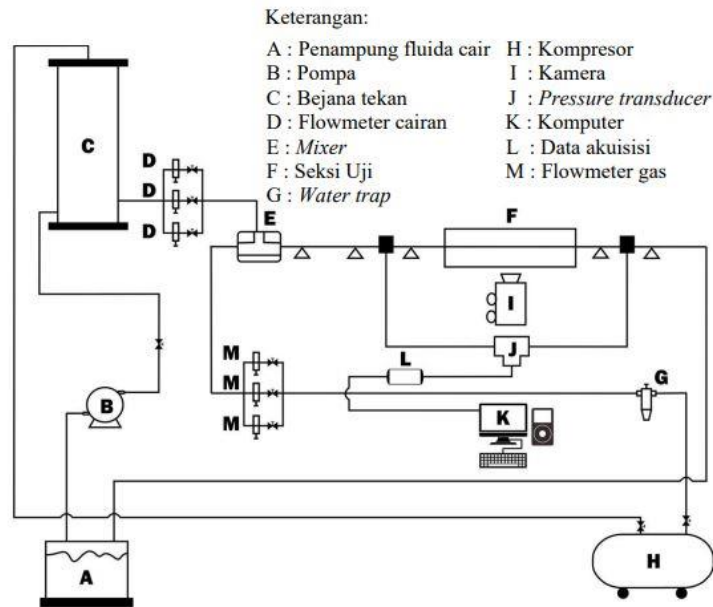 Keterangan:
A : Penampung fluida cair
B : Pompa
C : Bejana tekan
D : Flowmeter cairan
E : Mixer
F : Seksi Uji
G : Water trap
H : Kompresor
I : Kamera
J : Pressure transducer
K : Komputer
L : Data akuisisi
M : Flowmeter gas
C
D
D
D
E
F
I
J
L
M
M
M
K
G
B
A
H